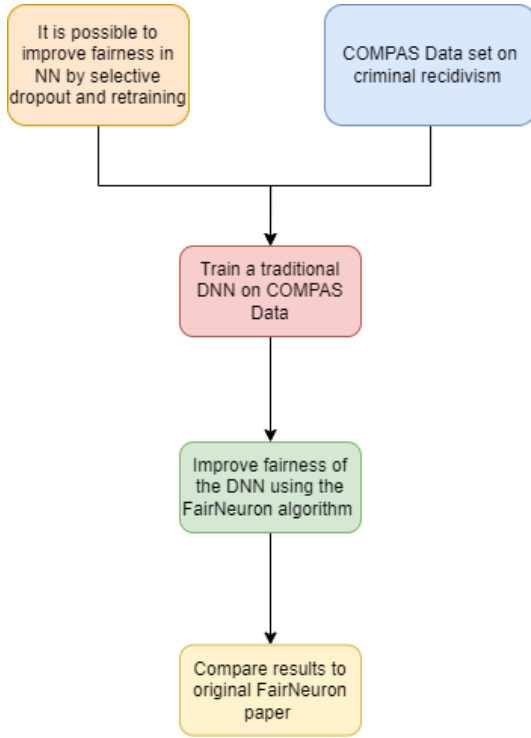 It is possible to
improve fairness in
NN by selective
dropout and retraining
COMPAS Data set on
criminal recidivism
Train a traditional
DNN on COMPAS
Data
Improve fairness of
the DNN using the
FairNeuron algorithm
Compare results to
original FairNeuron
paper